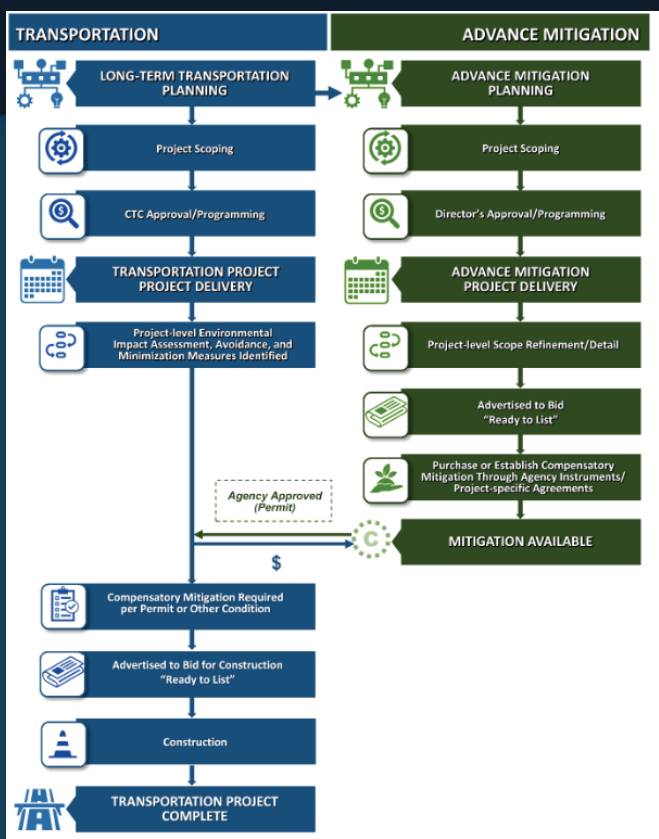 TRANSPORTATION
ADVANCE MITIGATION
LONG-TERM TRANSPORTATION
PLANNING
ADVANCE MITIGATION
PLANNING
Project Scoping
Project Scoping
CTC Approval/Programming
Director's Approval/Programming
TRANSPORTATION PROJECT
PROJECT DELIVERY
ADVANCE MITIGATION
PROJECT DELIVERY
Project-level Environmental
Impact Assessment, Avoidance, and
Minimization Measures Identified
Project-level Scope Refinement/Detail
Advertised to Bid
"Ready to List"
Purchase or Establish Compensatory
Mitigation Through Agency Instruments/
Project-specific Agreements
Agency Approved
(Permit)
C
MITIGATION AVAILABLE
$
Compensatory Mitigation Required
per Permit or Other Condition
Advertised to Bid for Construction
"Ready to List"
Construction
TRANSPORTATION PROJECT
COMPLETE